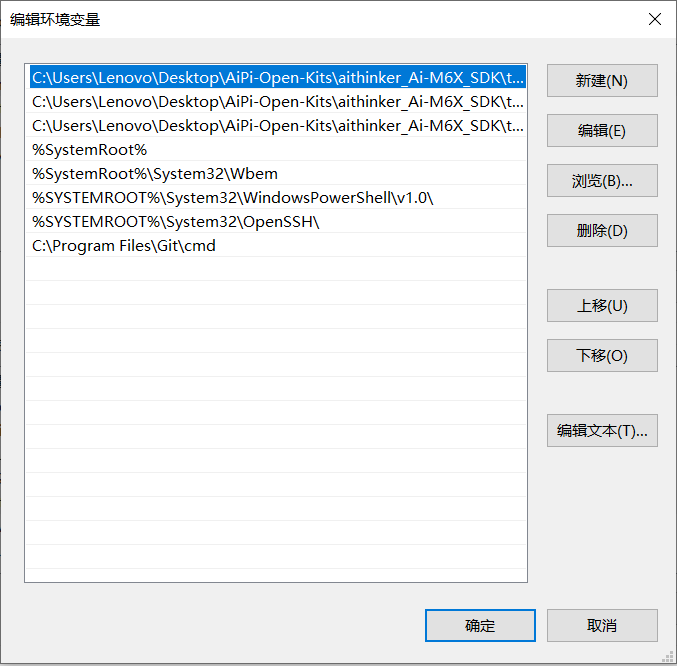 编辑环境变量
C:\Users\Lenovo\Desktop\AiPi-Open-Kits\aithinker_Ai-M6X_SDK\t...
C:\Users\Lenovo\Desktop\AiPi-Open-Kits\aithinker_Ai-M6X_SDK\t...
C:\Users\Lenovo\Desktop\AiPi-Open-Kits\aithinker_Ai-M6X_SDK\t...
%SystemRoot%
%SystemRoot%\System32\Wbem
%SYSTEMROOT%\System32\WindowsPowerShell\v1.0\
%SYSTEMROOT%\System32\OpenSSH\
C:\Program Files\Git\cmd
新建(N)
编辑(E)
浏览(B)...
删除(D)
上移(U)
下移(O)
编辑文本(T)...
确定
取消